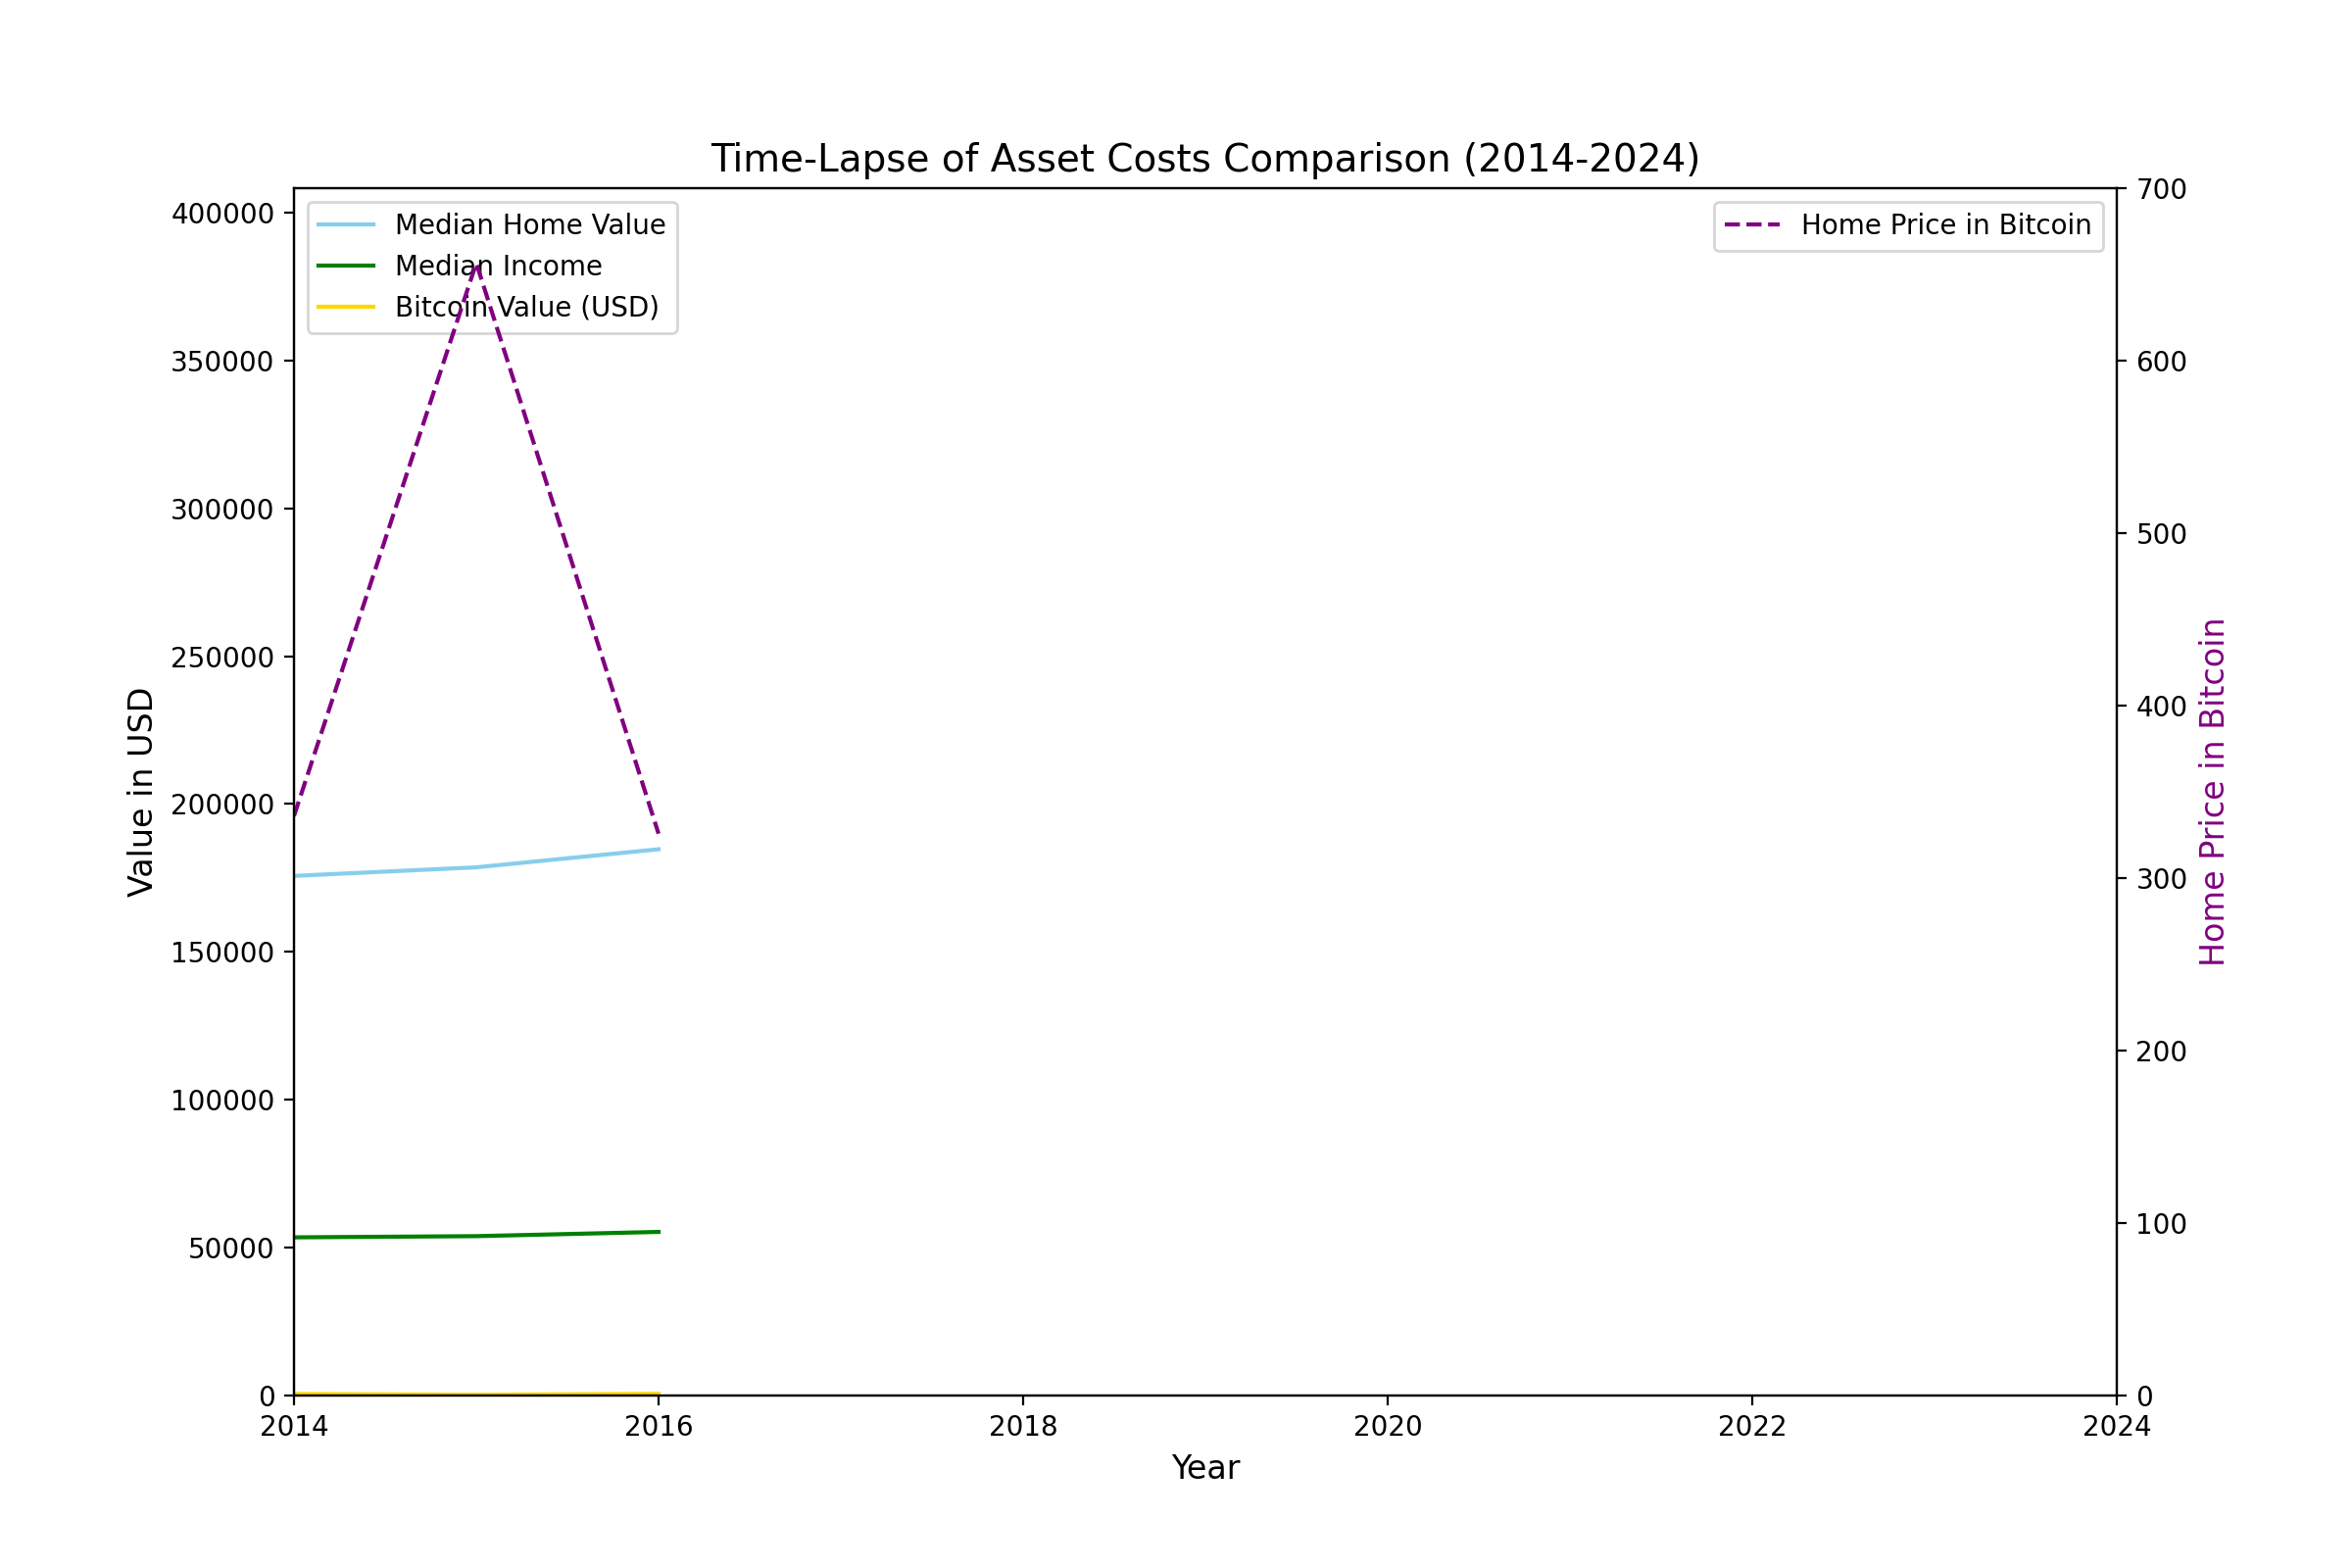 Time-Lapse of Asset Costs Comparison (2014-2024)
Median Home Value
Median Income
Bitcoin Value (USD)
Home Price in Bitcoin
400000
350000
300000
250000
200000
150000
100000
50000
0
Value in USD
700
600
500
400
300
200
100
0
Home Price in Bitcoin
2014 2016 2018 2020 2022 2024
Year